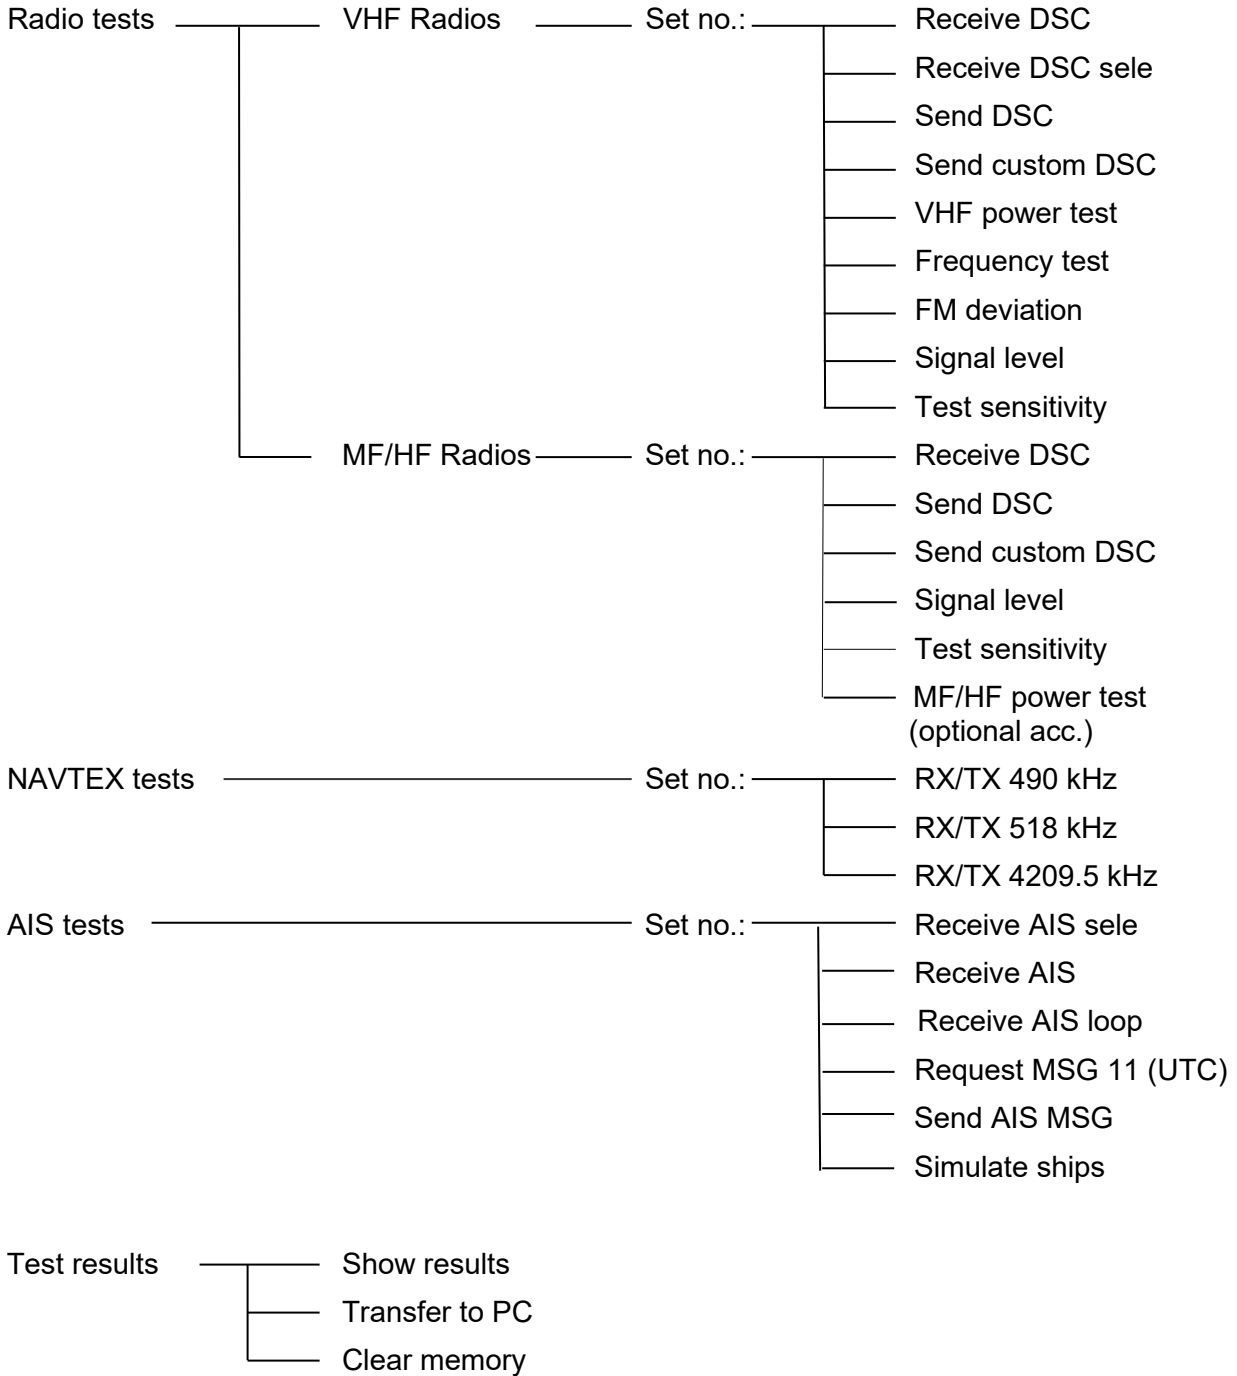 Radio tests VHF Radios Set no.: Receive DSC
Receive DSC sele
Send DSC
Send custom DSC
VHF power test
Frequency test
FM deviation
Signal level
Test sensitivity
MF/HF Radios Set no.: Receive DSC
Send DSC
Send custom DSC
Signal level
Test sensitivity
MF/HF power test
(optional acc.)
NAVTEX tests Set no.: RX/TX 490 kHz
RX/TX 518 kHz
RX/TX 4209.5 kHz
AIS tests Set no.: Receive AIS sele
Receive AIS
Receive AIS loop
Request MSG 11 (UTC)
Send AIS MSG
Simulate ships
Test results Show results
Transfer to PC
Clear memory